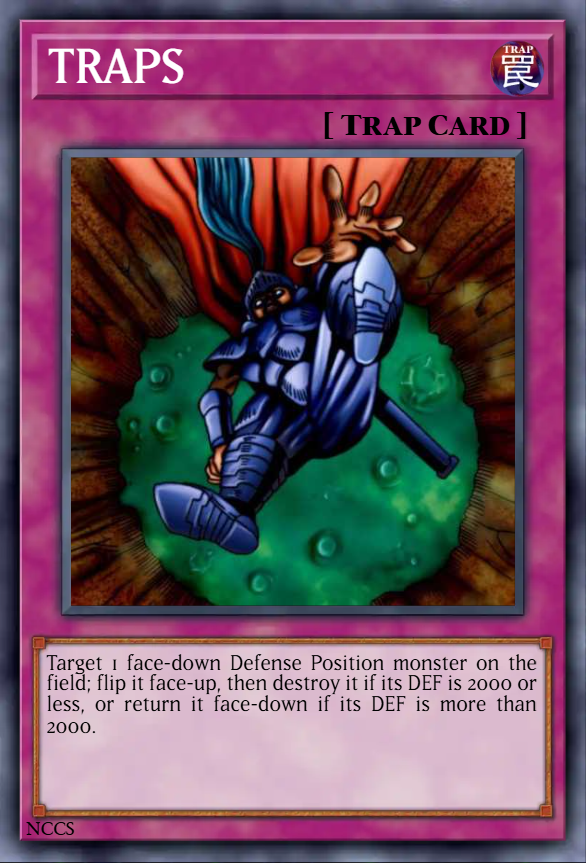 TRAPS
TRAP
罠
[ TRAP CARD ]
Target 1 face-down Defense Position monster on the
field; flip it face-up, then destroy it if its DEF is 2000 or
less, or return it face-down if its DEF is more than
2000.
NCCS